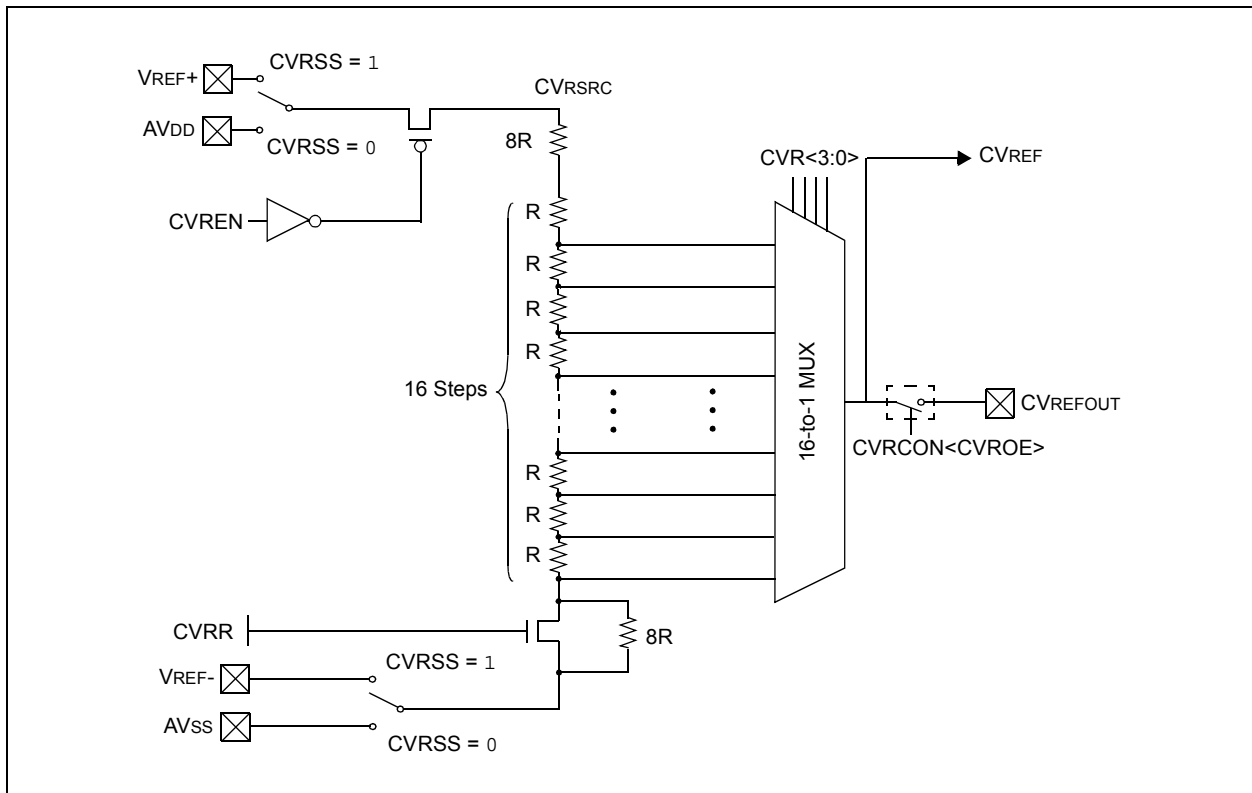 CVRSS = 1
VREF+
CVRSRC
AVDD
8R
CVRSS = 0
CVR<3:0>
CVREF
CVREN
R
R
R
R
16 Steps
16-to-1 MUX
CVREFOUT
CVRCON<CVROE>
R
R
R
CVRR
8R
CVRSS = 1
VREF-
AVSS
CVRSS = 0